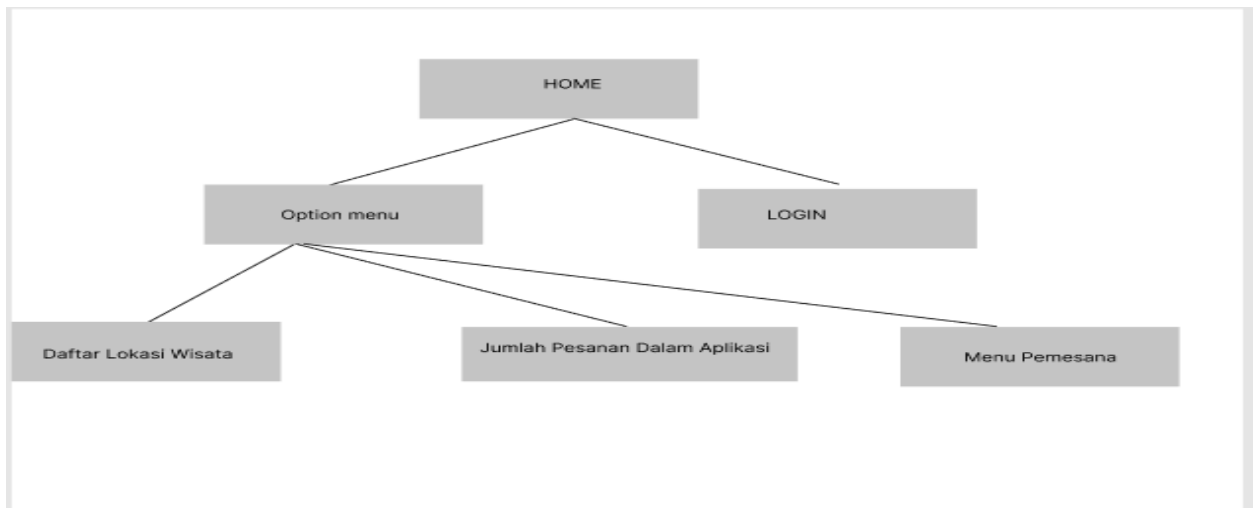 HOME
Option menu
LOGIN
Daftar Lokasi Wisata
Jumlah Pesanan Dalam Aplikasi
Menu Pemesana